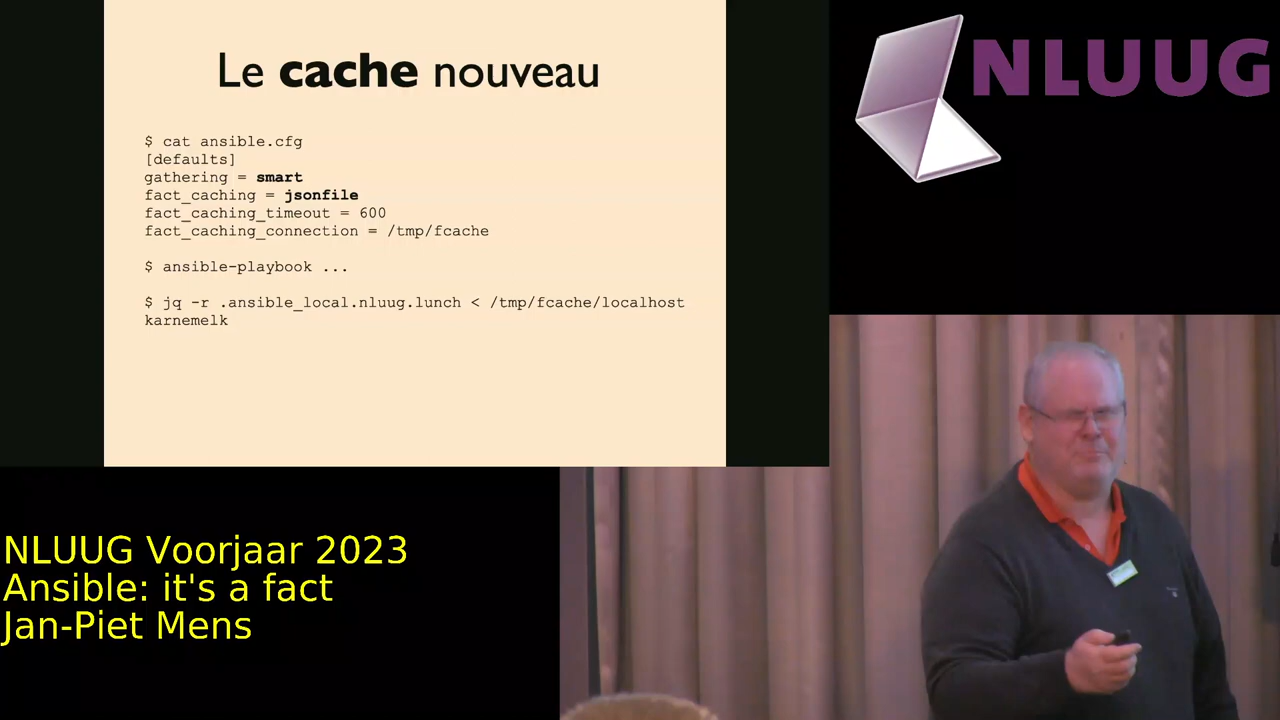 Le cache nouveau
$ cat ansible.cfg
[defaults]
gathering = smart
fact_caching = jsonfile
fact_caching_timeout = 600
fact_caching_connection = /tmp/fcache
$ ansible-playbook ...
$ jq -r .ansible_local.nluug.lunch < /tmp/fcache/localhost
karnemelk
NLUUG
NLUUG Voorjaar 2023
Ansible: it's a fact
Jan-Piet Mens